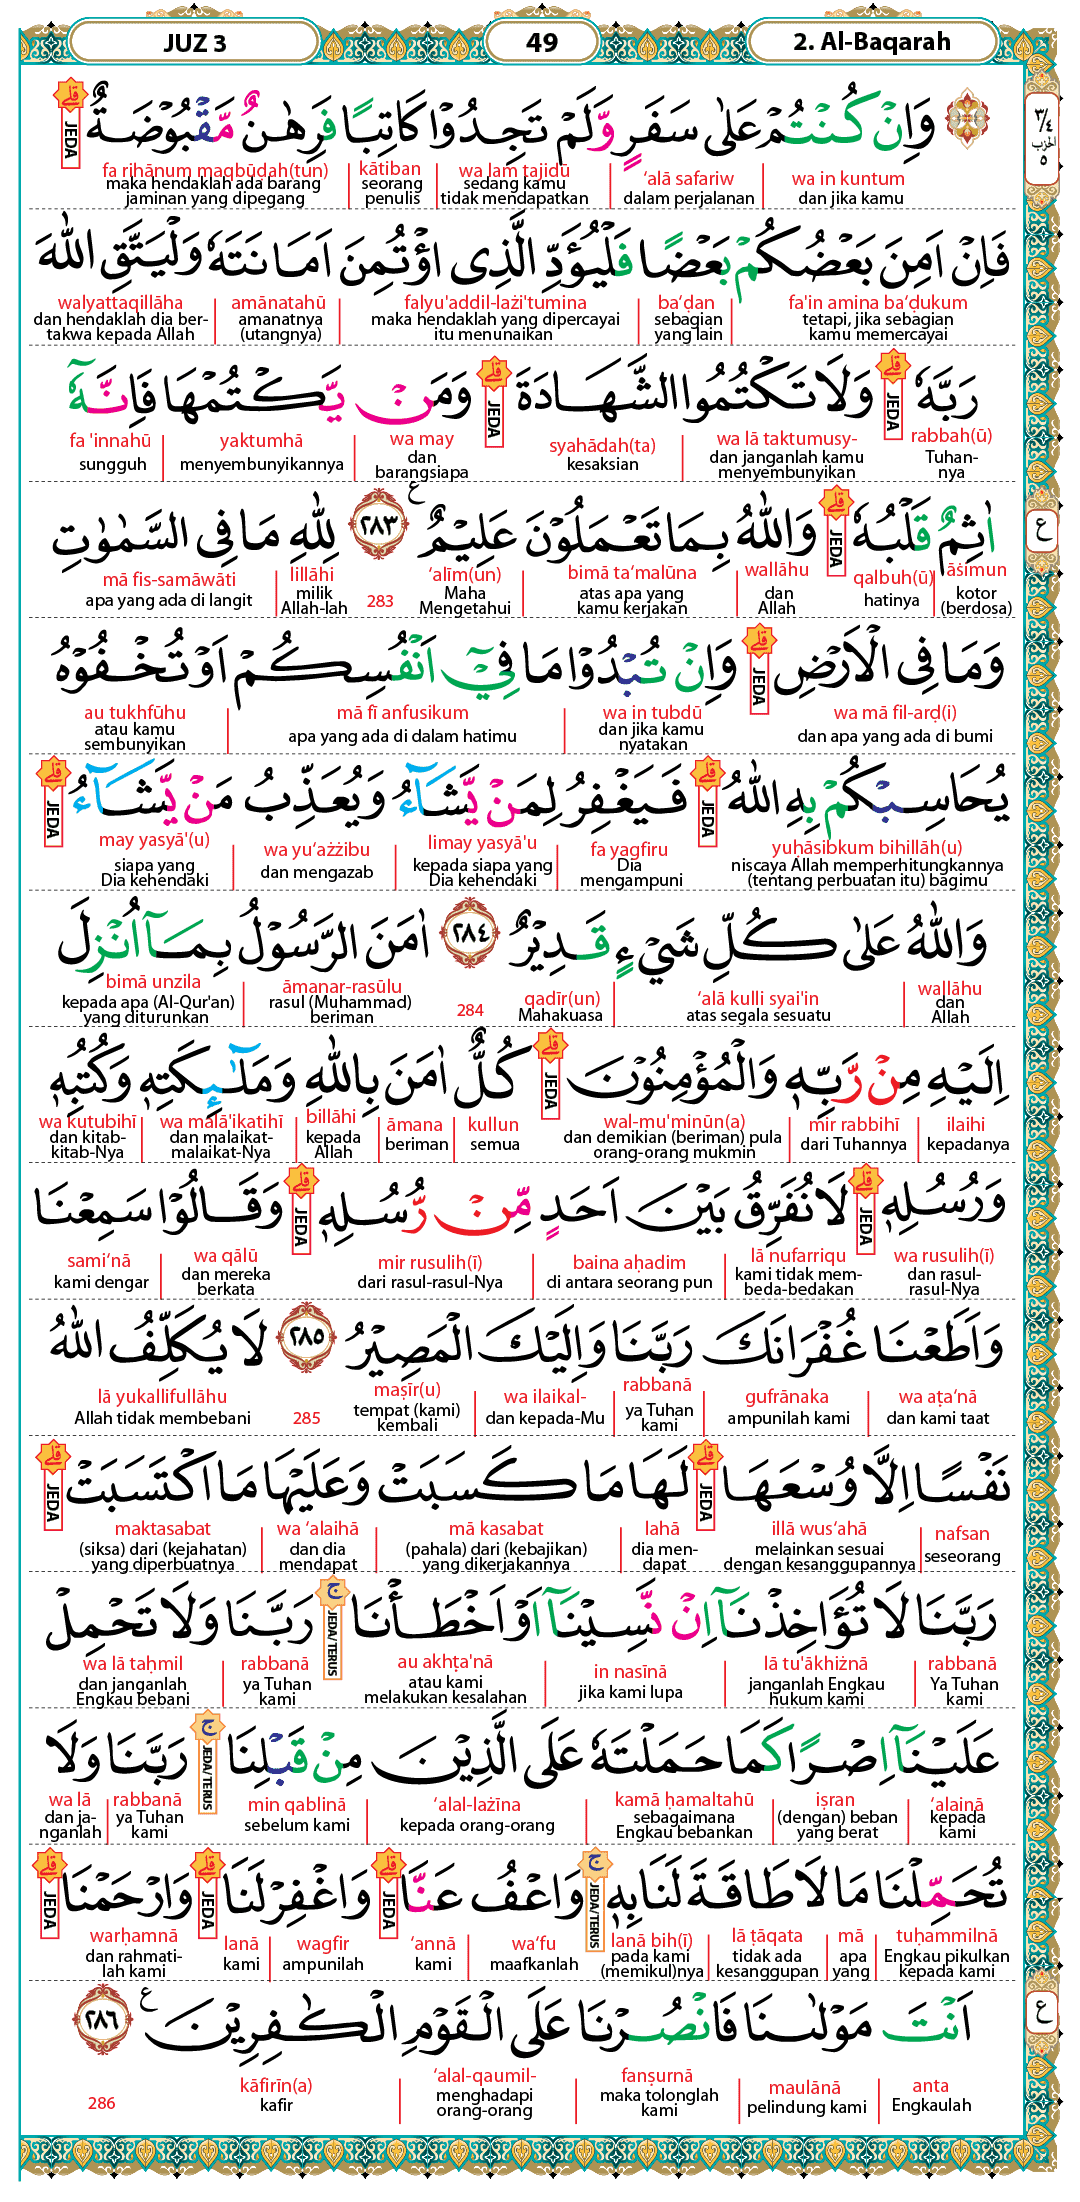 JUZ 3
49
2. Al-Baqarah
وَاِنْ كُنْتُمْ عَلٰى سَفَرٍ وَّلَمْ تَجِدُوْا كَاتِبًا فَرِهٰنٌ مَّقْبُوْضَةٌ ۗ
JEDA
wa in kuntum | ‘alā safariw | wa lam tajidū | kātiban | fa rihānum maqbūḍah(tun)
dan jika kamu | dalam perjalanan | sedang kamu tidak mendapatkan | seorang penulis | maka hendaklah ada barang jaminan yang dipegang
فَاِنْ اَمِنَ بَعْضُكُمْ بَعْضًا فَلْيُؤَدِّ الَّذِى اؤْتُمِنَ اَمَانَتَهٗ وَلْيَتَّقِ اللّٰهَ
fa'in amina ba‘ḍukum | ba‘ḍan | falyu'addil-lażi'tumina | amānatahū | walyattaqillāha
tetapi, jika sebagian kamu memercayai | sebagian yang lain | maka hendaklah yang dipercayai itu menunaikan | amanatnya (utangnya) | dan hendaklah dia ber-takwa kepada Allah
رَبَّهٗ ۗ وَلَا تَكْتُمُوا الشَّهَادَةَ ۗ وَمَنْ يَّكْتُمْهَا فَاِنَّهٗٓ
JEDA JEDA
rabbah(ū) | wa lā taktumusy- | syahādah(ta) | wa may | yaktumhā | fa 'innahū
Tuhan-nya | dan janganlah kamu menyembunyikan | kesaksian | dan barangsiapa | menyembunyikannya | sungguh
اٰثِمٌ قَلْبُهٗ ۗ وَاللّٰهُ بِمَا تَعْمَلُوْنَ عَلِيْمٌ ࣖ ٢٨٣ لِلّٰهِ مَا فِى السَّمٰوٰتِ
JEDA
āṡimun | qalbuh(ū) | wallāhu | bimā ta‘malūna | ‘alīm(un) | 283 | lillāhi | mā fis-samāwāti
kotor (berdosa) | hatinya | dan Allah | atas apa yang kamu kerjakan | Maha Mengetahui | milik Allah-lah | apa yang ada di langit
وَمَا فِى الْاَرْضِ ۗ وَاِنْ تُبْدُوْا مَا فِيْٓ اَنْفُسِكُمْ اَوْ تُخْفُوْهُ
JEDA
wa mā fil-arḍ(i) | wa in tubdū | mā fī anfusikum | au tukhfūhu
dan apa yang ada di bumi | dan jika kamu nyatakan | apa yang ada di dalam hatimu | atau kamu sembunyikan
يُحَاسِبْكُمْ بِهِ اللّٰهُ ۗ فَيَغْفِرُ لِمَنْ يَّشَاۤءُ وَيُعَذِّبُ مَنْ يَّشَاۤءُ ۗ
JEDA JEDA
yuḥāsibkum bihillāh(u) | fa yagfiru | limay yasyā'u | wa yu‘ażżibu | may yasyā'(u)
niscaya Allah memperhitungkannya (tentang perbuatan itu) bagimu | Dia mengampuni | kepada siapa yang Dia kehendaki | dan mengazab | siapa yang Dia kehendaki
وَاللّٰهُ عَلٰى كُلِّ شَيْءٍ قَدِيْرٌ ٢٨٤ اٰمَنَ الرَّسُوْلُ بِمَآ اُنْزِلَ
wallāhu | ‘alā kulli syai'in | qadīr(un) | 284 | āmanar-rasūlu | bimā unzila
dan Allah | atas segala sesuatu | Mahakuasa | rasul (Muhammad) beriman | kepada apa (Al-Qur'an) yang diturunkan
اِلَيْهِ مِنْ رَّبِّهٖ وَالْمُؤْمِنُوْنَ ۗ كُلٌّ اٰمَنَ بِاللّٰهِ وَمَلٰۤىِٕكَتِهٖ وَكُتُبِهٖ
JEDA
ilaihi | mir rabbihī | wal-mu'minūn(a) | kullun | āmana | billāhi | wa malā'ikatihī | wa kutubihī
kepadanya | dari Tuhannya | dan demikian (beriman) pula orang-orang mukmin | semua | beriman | kepada Allah | dan malaikat-malaikat-Nya | dan kitab-kitab-Nya
وَرُسُلِهٖ ۗ لَا نُفَرِّقُ بَيْنَ اَحَدٍ مِّنْ رُّسُلِهٖ ۗ وَقَالُوْا سَمِعْنَا
JEDA JEDA
wa rusulih(ī) | lā nufarriqu | baina aḥadim | mir rusulih(ī) | wa qālū | sami‘nā
dan rasul-rasul-Nya | kami tidak mem-beda-bedakan | di antara seorang pun | dari rasul-rasul-Nya | dan mereka berkata | kami dengar
وَاَطَعْنَا غُفْرَانَكَ رَبَّنَا وَاِلَيْكَ الْمَصِيْرُ ٢٨٥ لَا يُكَلِّفُ اللّٰهُ
wa aṭa‘nā | gufrānaka | rabbanā | wa ilaikal- | maṣīr(u) | 285 | lā yukallifullāhu
dan kami taat | ampunilah kami | ya Tuhan kami | dan kepada-Mu | tempat (kami) kembali | Allah tidak membebani
نَفْسًا اِلَّا وُسْعَهَا ۗ لَهَا مَا كَسَبَتْ وَعَلَيْهَا مَا اكْتَسَبَتْ ۗ
JEDA JEDA
nafsan | illā wus‘ahā | lahā | mā kasabat | wa ‘alaihā | maktasabat
seseorang | melainkan sesuai dengan kesanggupannya | dia men-dapat | (pahala) dari (kebajikan) yang dikerjakannya | dan dia mendapat | (siksa) dari (kejahatan) yang diperbuatnya
رَبَّنَا لَا تُؤَاخِذْنَآ اِنْ نَّسِيْنَآ اَوْ اَخْطَأْنَا ۚ رَبَّنَا وَلَا تَحْمِلْ
JEDA/TERUS
rabbanā | lā tu'ākhiżnā | in nasīnā | au akhṭa'nā | rabbanā | wa lā taḥmil
Ya Tuhan kami | janganlah Engkau hukum kami | jika kami lupa | atau kami melakukan kesalahan | ya Tuhan kami | dan janganlah Engkau bebani
عَلَيْنَآ اِصْرًا كَمَا حَمَلْتَهٗ عَلَى الَّذِيْنَ مِنْ قَبْلِنَا ۚ رَبَّنَا وَلَا
JEDA/TERUS
‘alainā | iṣran | kamā ḥamaltahū | ‘alal-lażīna | min qablinā | rabbanā | wa lā
kepada kami | (dengan) beban yang berat | sebagaimana Engkau bebankan | kepada orang-orang | sebelum kami | ya Tuhan kami | dan ja-nganlah
تُحَمِّلْنَا مَا لَا طَاقَةَ لَنَا بِهٖ ۚ وَاعْفُ عَنَّا ۗ وَاغْفِرْ لَنَا ۗ وَارْحَمْنَا ۗ
JEDA/TERUS JEDA JEDA JEDA
tuḥammilnā | mā | lā ṭāqata | lanā bih(ī) | wa‘fu | ‘annā | wagfir | lanā | warḥamnā
Engkau pikulkan kepada kami | apa yang | tidak ada kesanggupan | pada kami (memikul)nya | maafkanlah | kami | ampunilah | kami | dan rahmati-lah kami
اَنْتَ مَوْلٰىنَا فَانْصُرْنَا عَلَى الْقَوْمِ الْكٰفِرِيْنَ ࣖ ٢٨٦
anta | maulānā | fanṣurnā | ‘alal-qaumil- | kāfirīn(a) | 286
Engkaulah | pelindung kami | maka tolonglah kami | menghadapi orang-orang | kafir
٣/٤
الحزب
٥
ع
ع